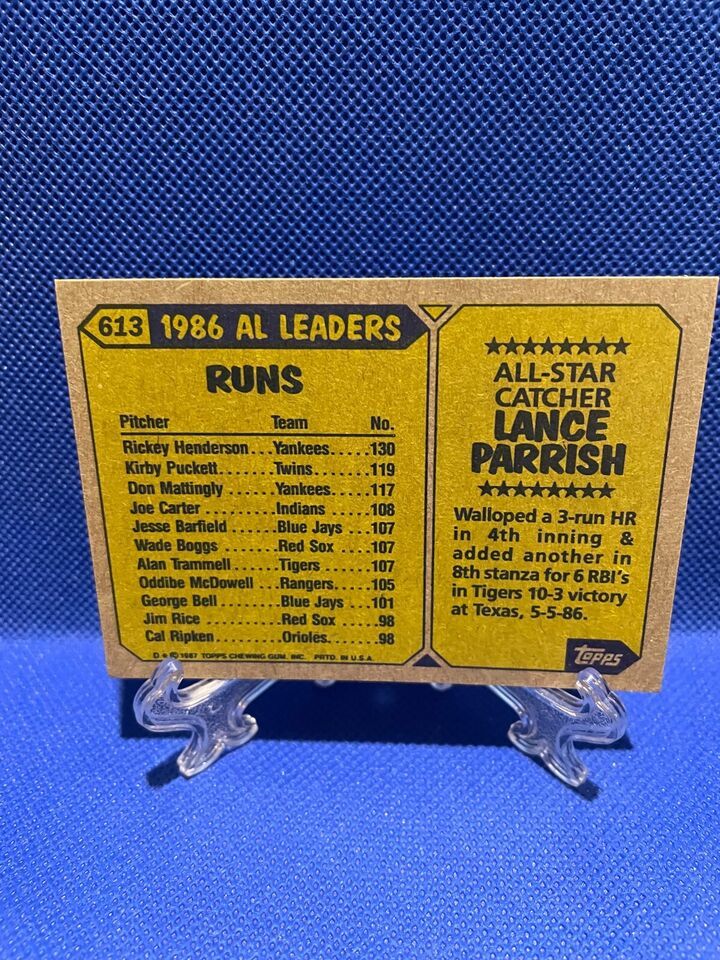 613 1986 AL LEADERS
RUNS
Pitcher Team No.
Rickey Henderson...Yankees.....130
Kirby Puckett.......Twins.......119
Don Mattingly ......Yankees.....117
Joe Carter ..........Indians .....108
Jesse Barfield .......Blue Jays ...107
Wade Boggs ........Red Sox ....107
Alan Trammell.......Tigers .......107
Oddibe McDowell ...Rangers.....105
George Bell .........Blue Jays ...101
Jim Rice ............Red Sox .....98
Cal Ripken..........Orioles.......98
D * © 1987 TOPPS CHEWING GUM, INC. PRTD. IN U.S.A.
★★★★★★★★
ALL-STAR
CATCHER
LANCE
PARRISH
★★★★★★★★
Walloped a 3-run HR
in 4th inning &
added another in
8th stanza for 6 RBI's
in Tigers 10-3 victory
at Texas, 5-5-86.
Topps